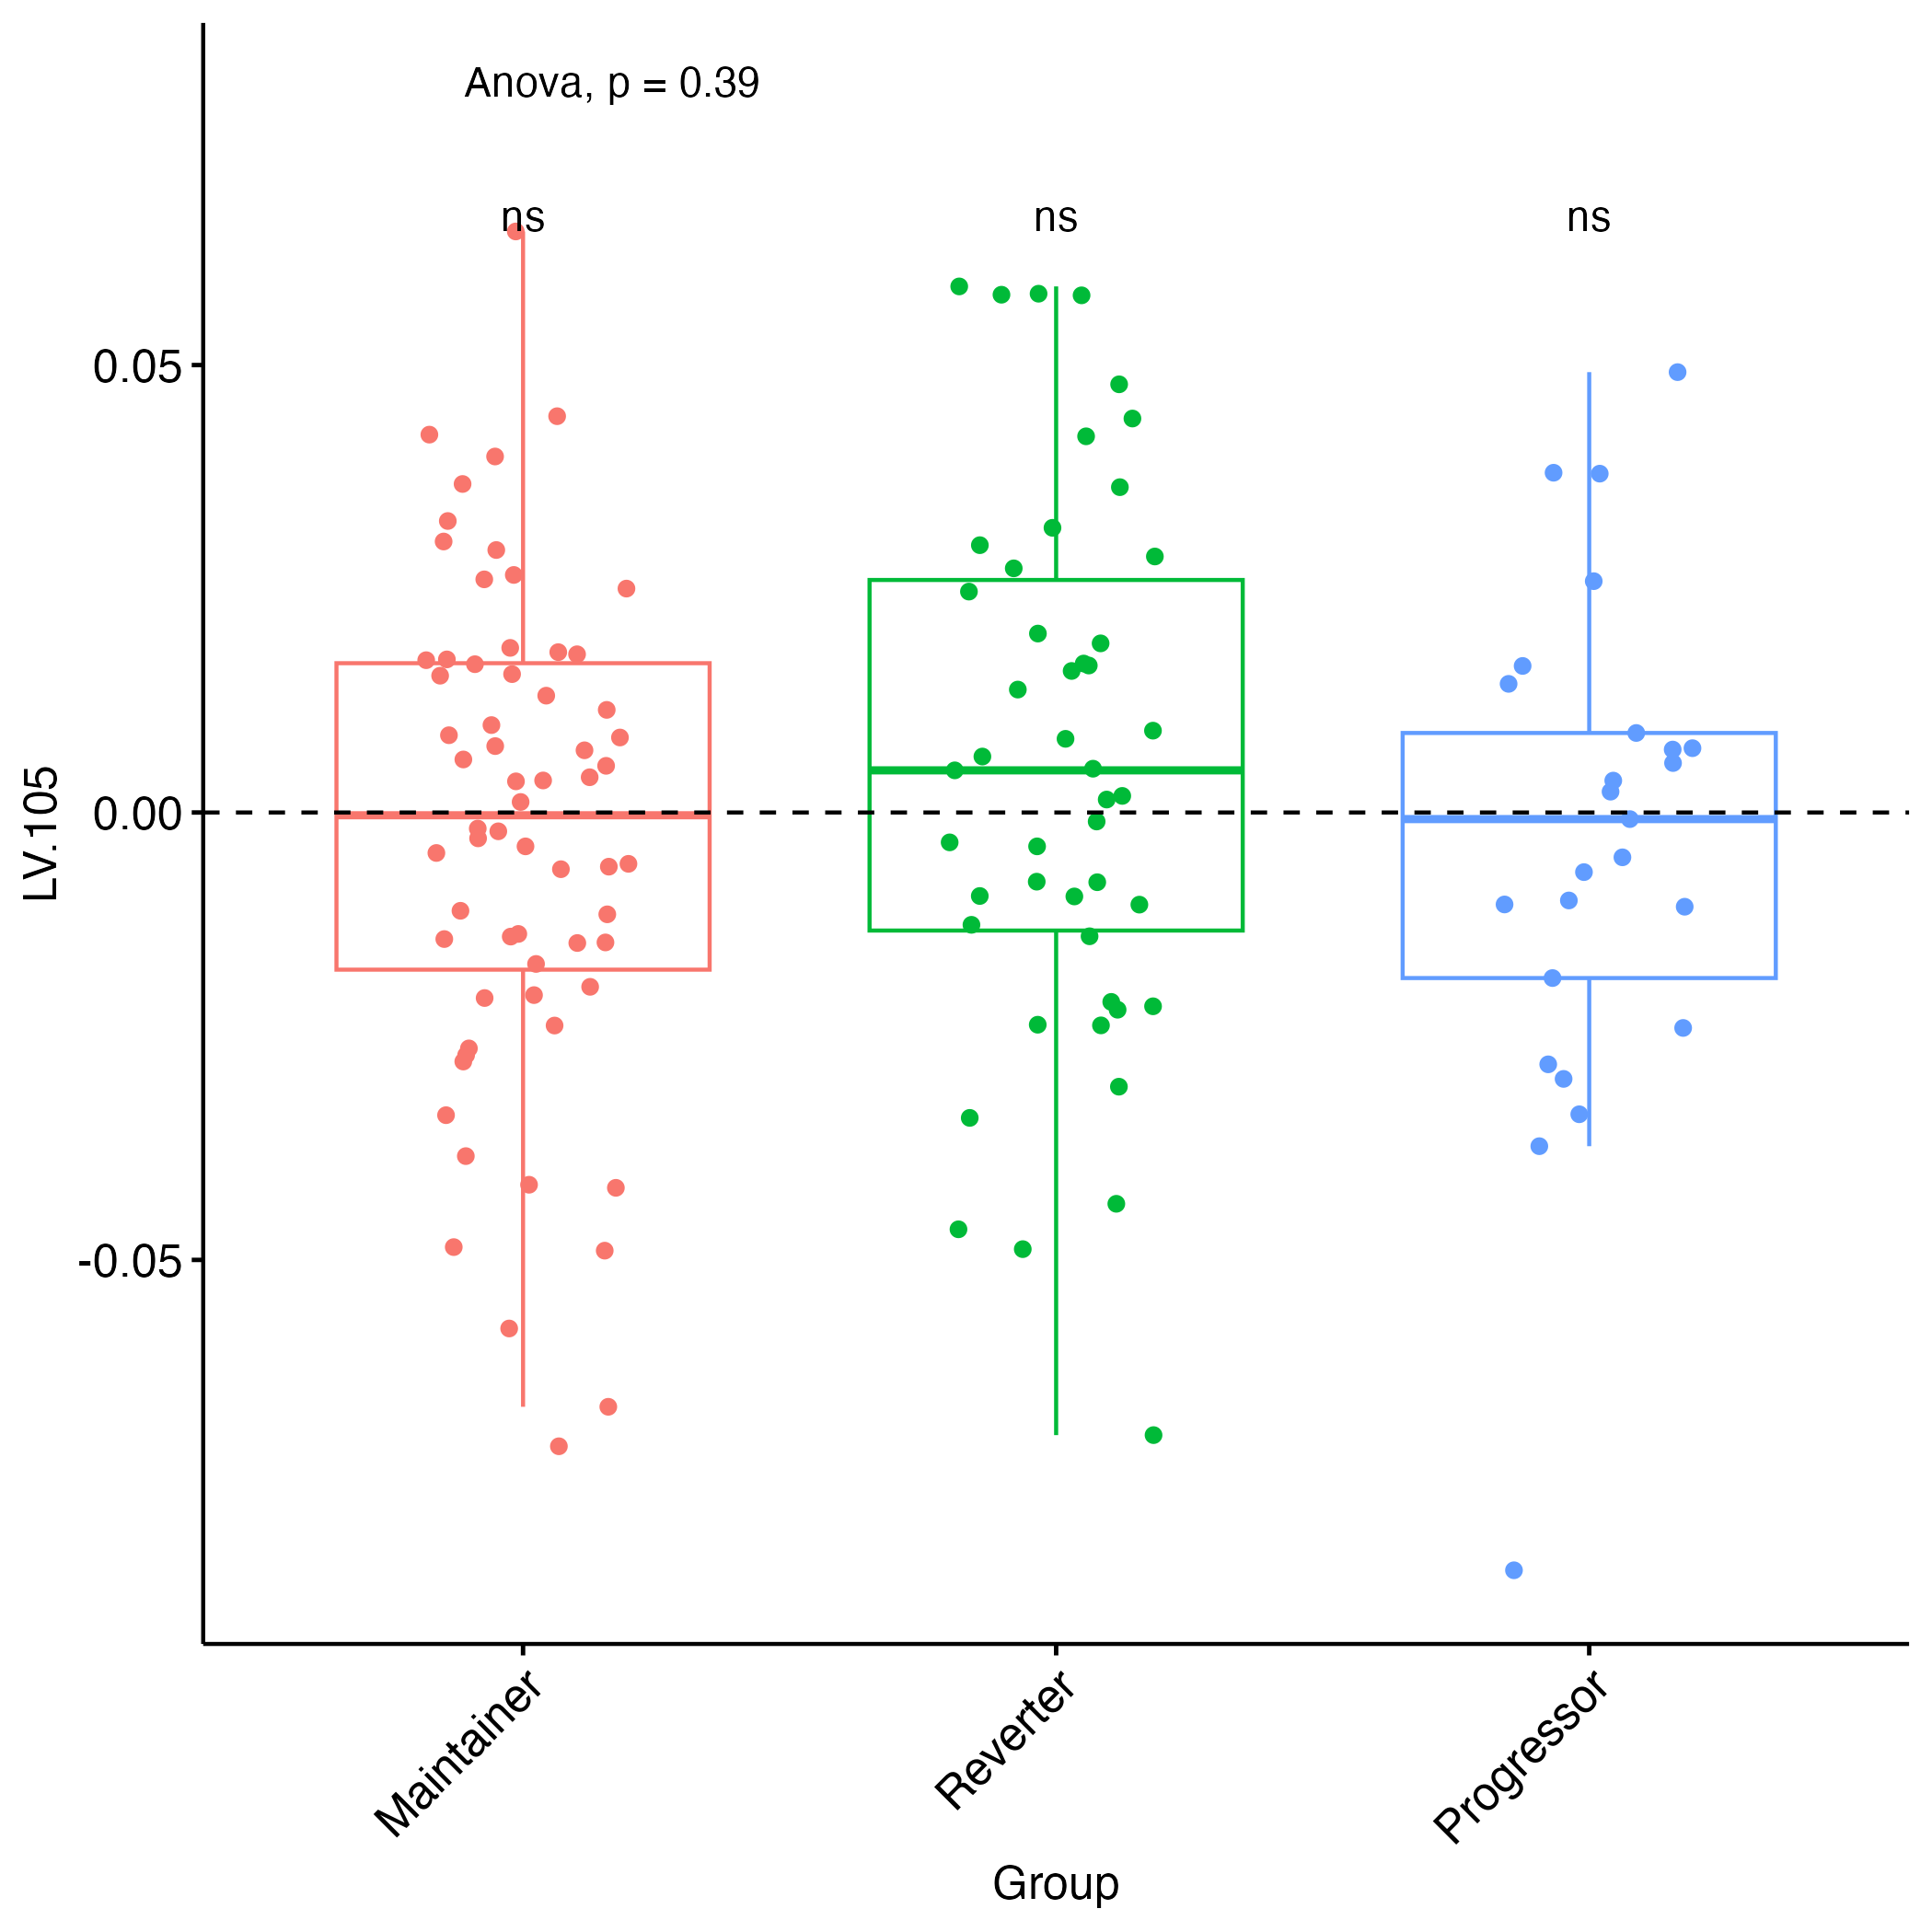 Anova, p = 0.39
ns
ns
ns
0.05
0.00
-0.05
LV.105
Maintainer
Reverter
Progressor
Group